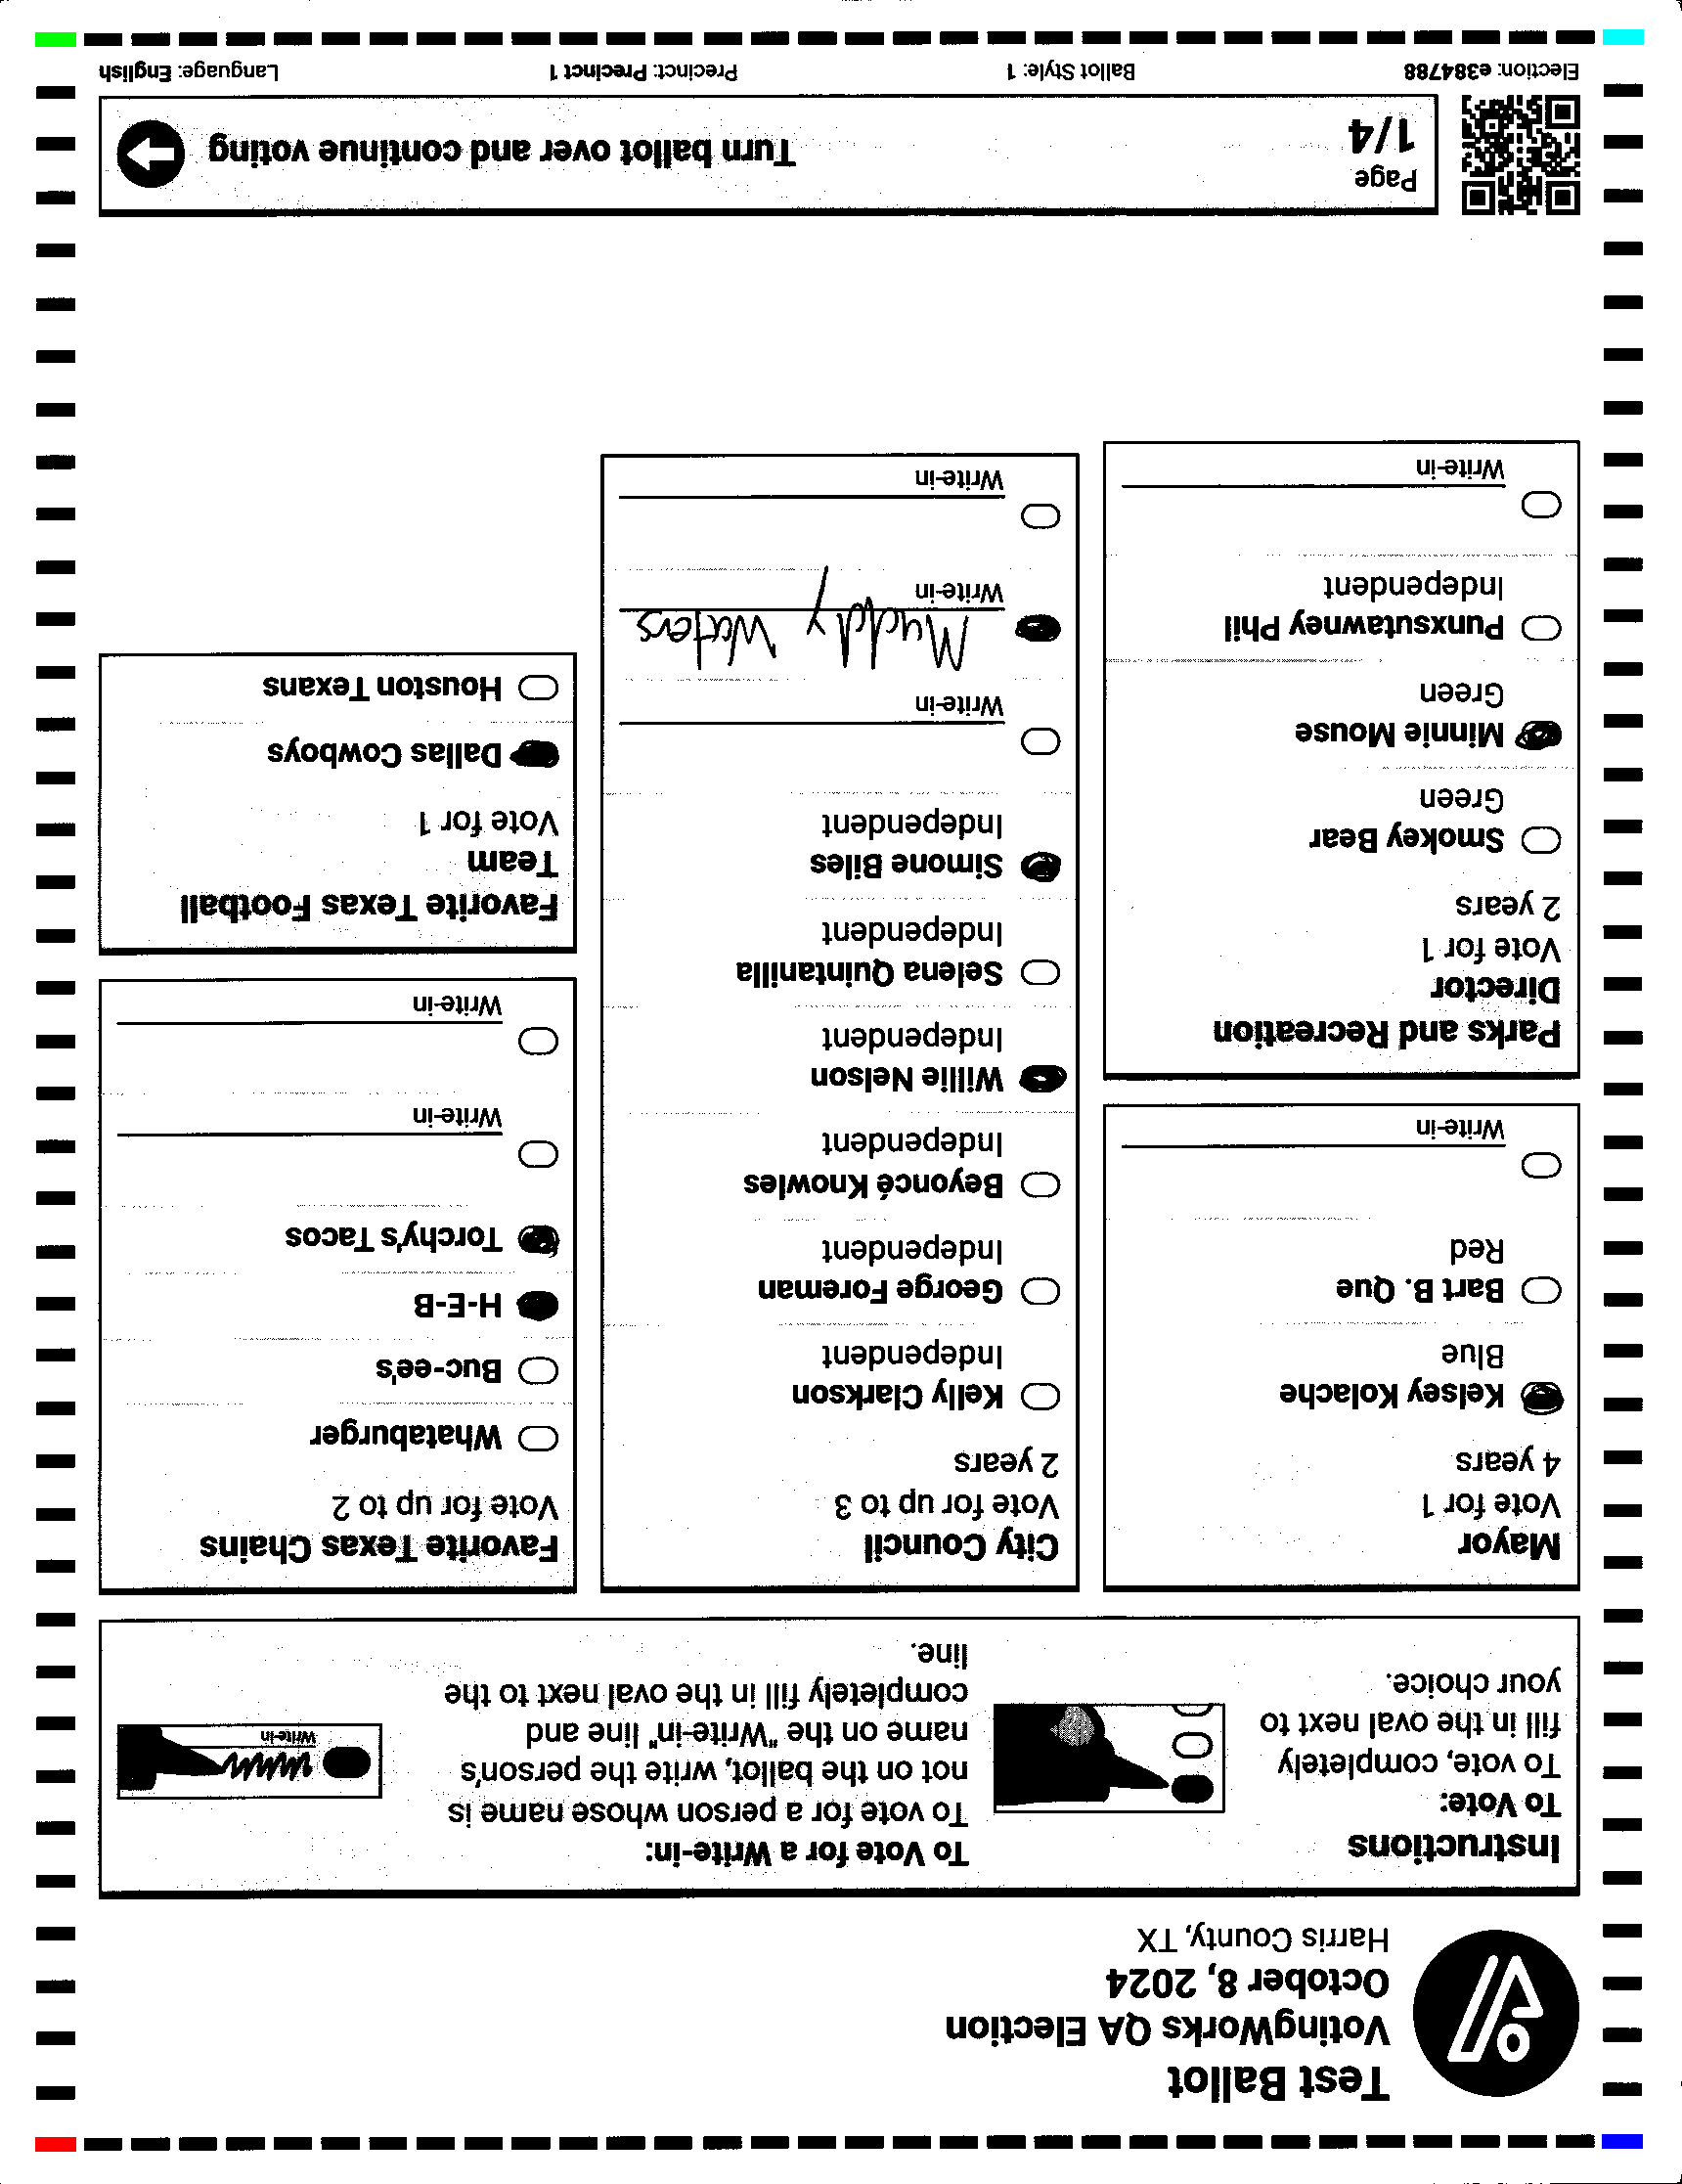 Test Ballot
VotingWorks QA Election
October 8, 2024
Harris County, TX
Instructions
To Vote:
To vote, completely
fill in the oval next to
your choice.
To Vote for a Write-in:
To vote for a person whose name is
not on the ballot, write the person's
name on the "Write-in" line and
completely fill in the oval next to the
line.
Write-in
Mayor
Vote for 1
4 years
Kelsey Kolache
Blue
Bart B. Que
Red
Write-in
Parks and Recreation
Director
Vote for 1
2 years
Smokey Bear
Green
Minnie Mouse
Green
Punxsutawney Phil
Independent
Write-in
City Council
Vote for up to 3
2 years
Kelly Clarkson
Independent
George Foreman
Independent
Beyoncé Knowles
Independent
Willie Nelson
Independent
Selena Quintanilla
Independent
Simone Biles
Independent
Write-in
Muddy Waters
Write-in
Write-in
Favorite Texas Chains
Vote for up to 2
Whataburger
Buc-ee's
H-E-B
Torchy's Tacos
Write-in
Write-in
Favorite Texas Football
Team
Vote for 1
Dallas Cowboys
Houston Texans
Page
1/4
Turn ballot over and continue voting
Election: e384788
Ballot Style: 1
Precinct: Precinct 1
Language: English